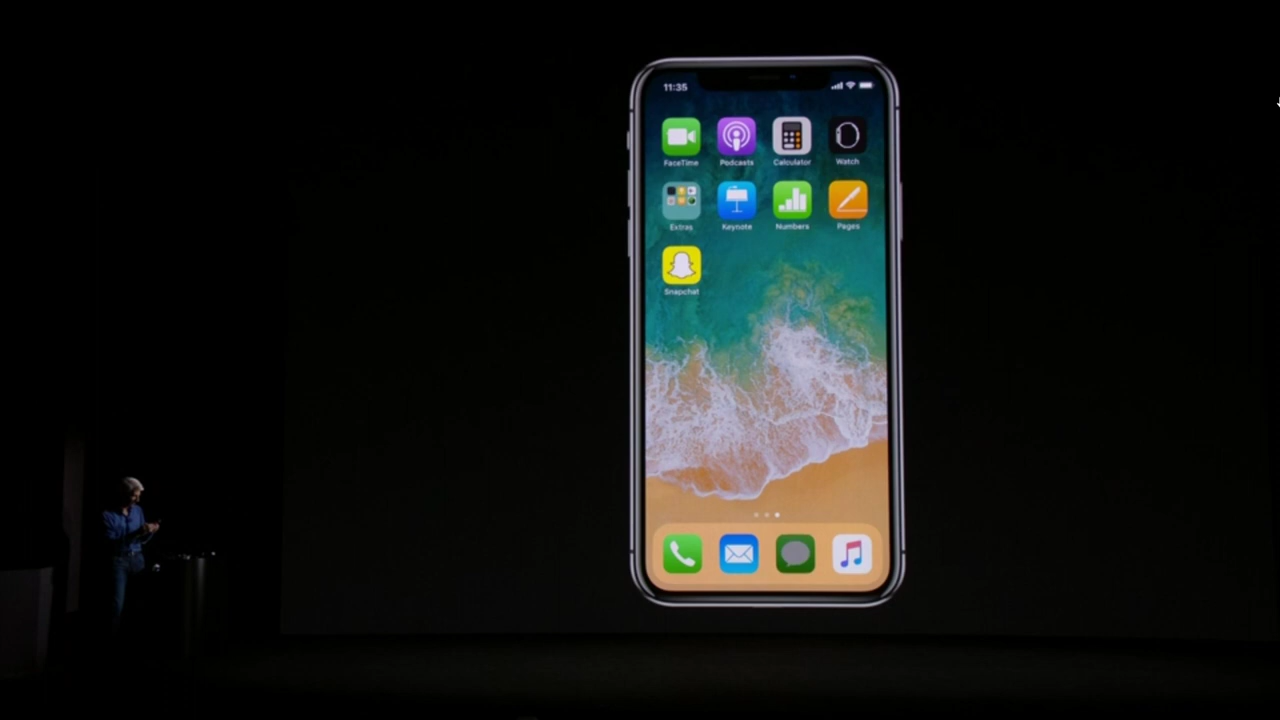 11:35
FaceTime Podcasts Calculator Watch
Extras Keynote Numbers Pages
Snapchat